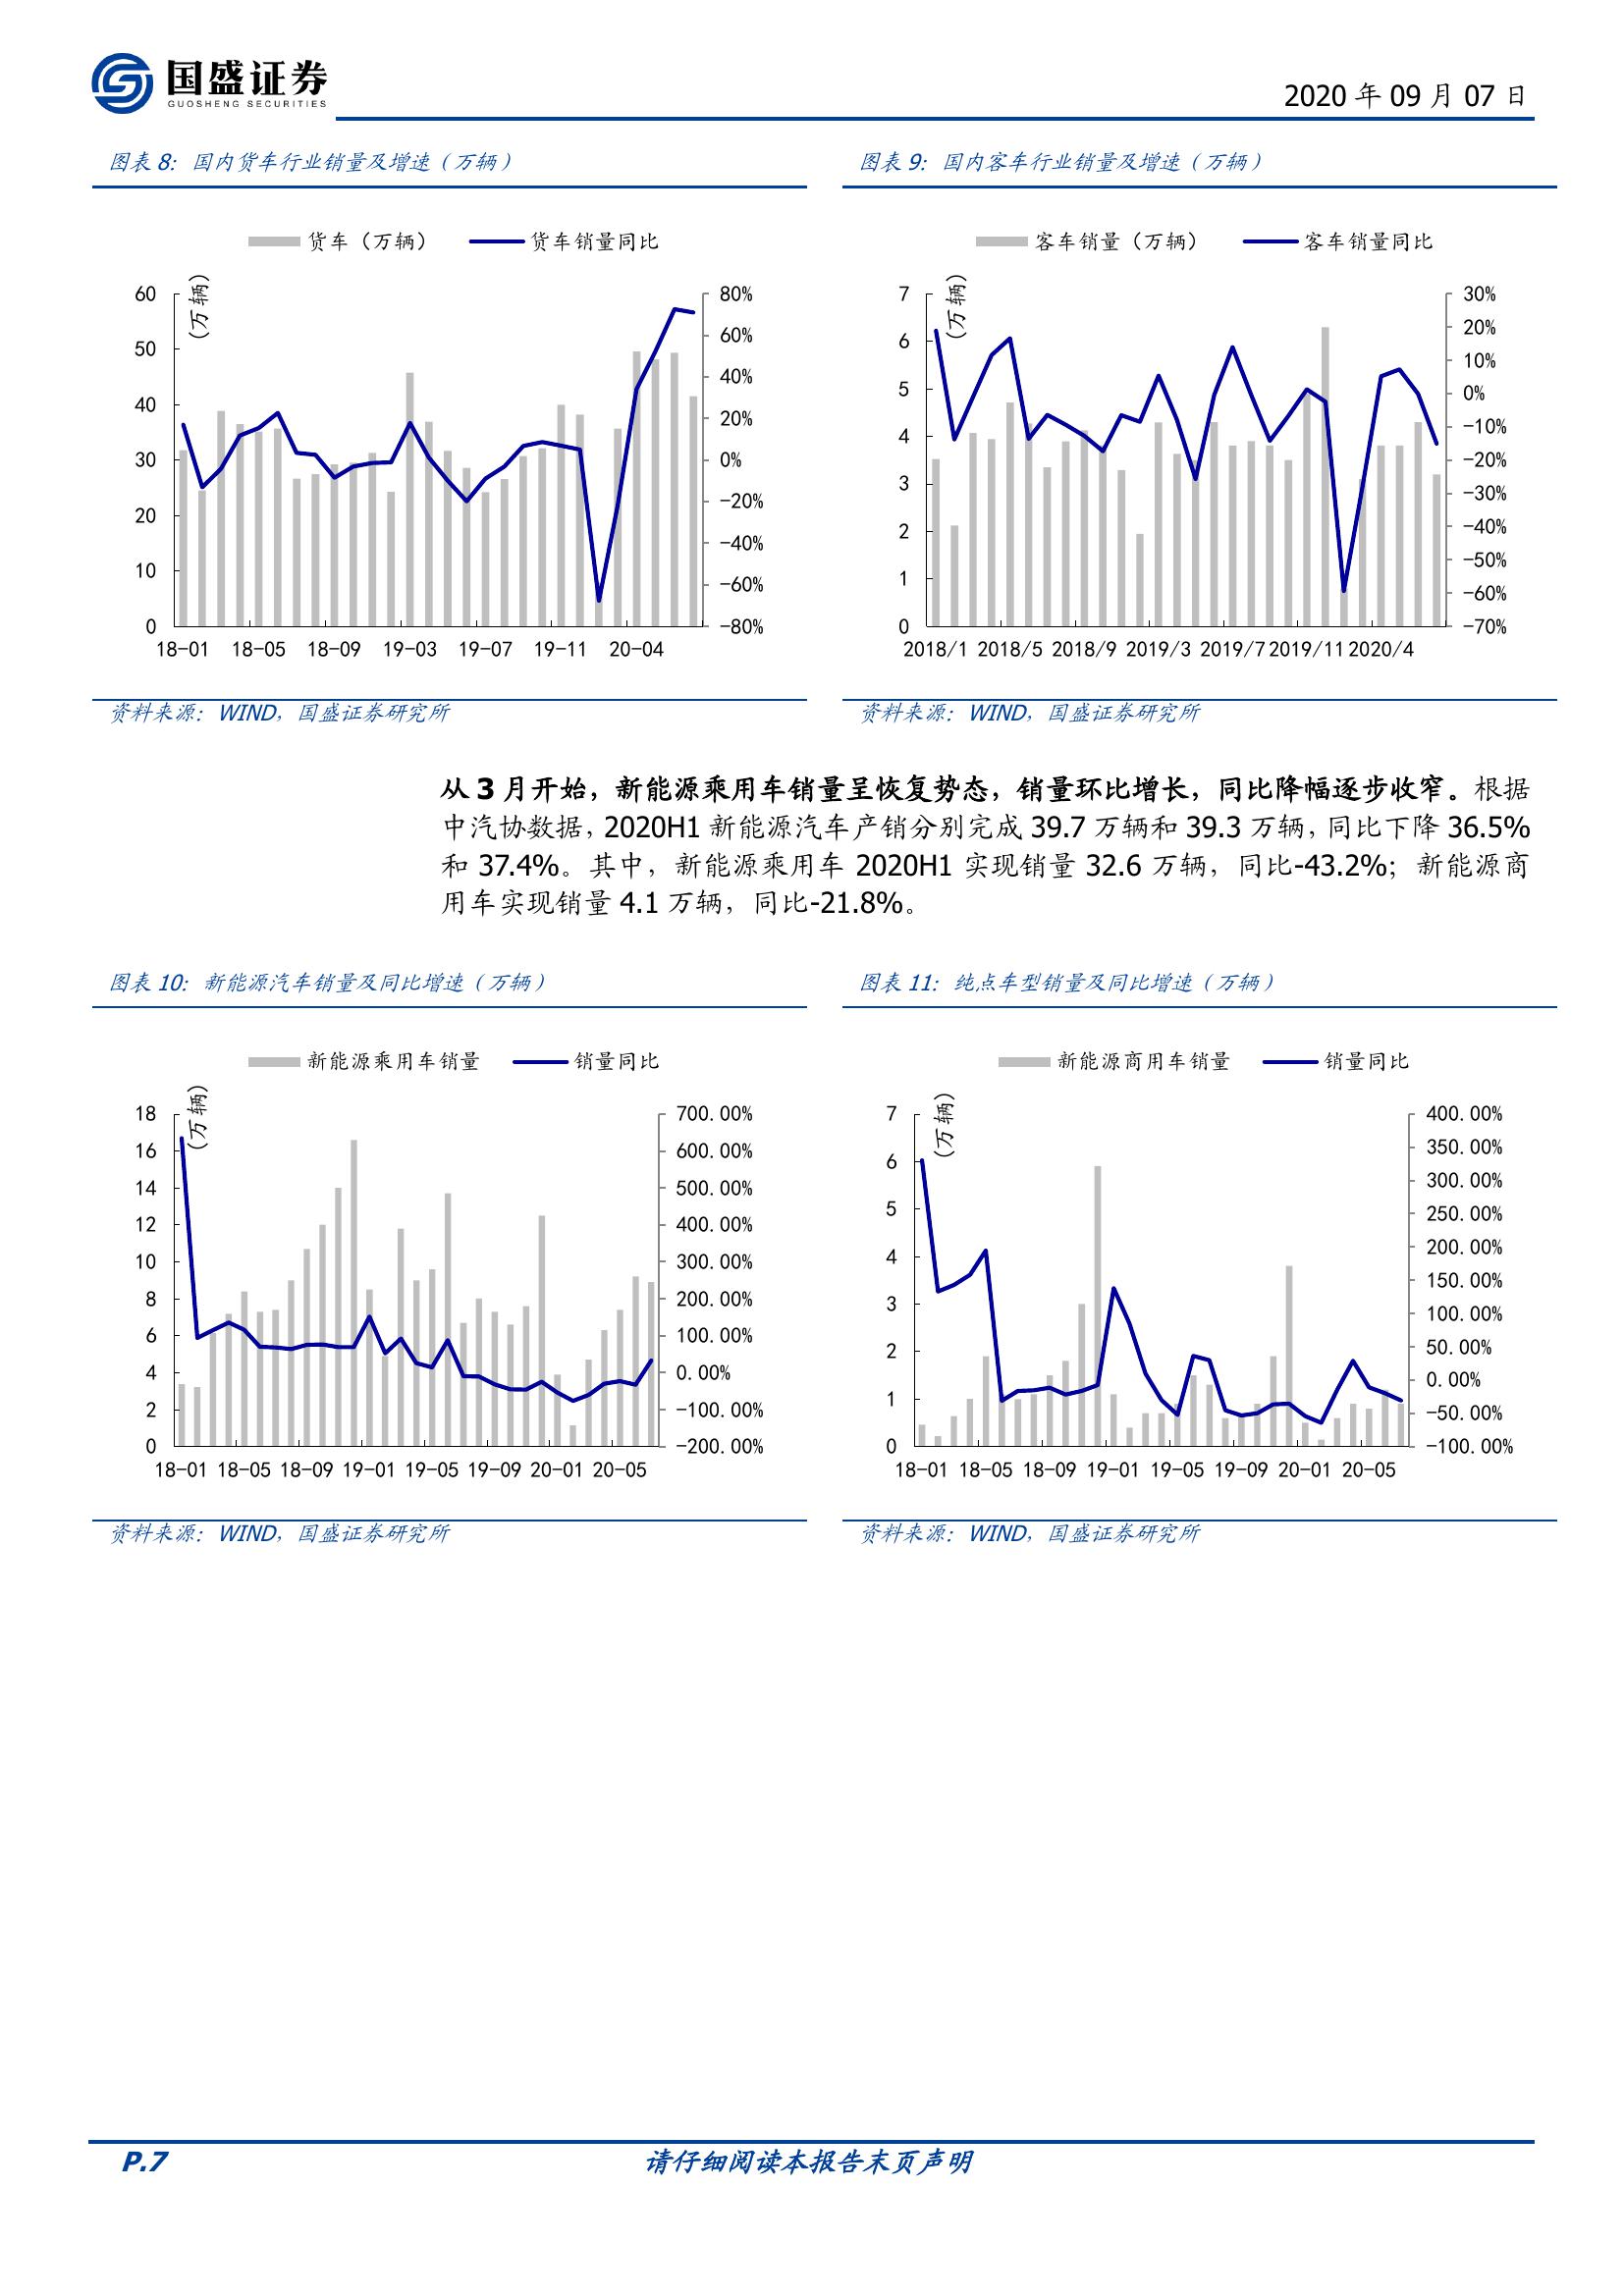 国盛证券
GUOSHENG SECURITIES
2020 年 09 月 07 日
图表 8：国内货车行业销量及增速（万辆）
货车（万辆） 货车销量同比
(万辆)
60
50
40
30
20
10
0
80%
60%
40%
20%
0%
-20%
-40%
-60%
-80%
18-01 18-05 18-09 19-03 19-07 19-11 20-04
资料来源：WIND，国盛证券研究所
图表 9：国内客车行业销量及增速（万辆）
客车销量（万辆） 客车销量同比
(万辆)
7
6
5
4
3
2
1
0
30%
20%
10%
0%
-10%
-20%
-30%
-40%
-50%
-60%
-70%
2018/1 2018/5 2018/9 2019/3 2019/7 2019/11 2020/4
资料来源：WIND，国盛证券研究所
从 3 月开始，新能源乘用车销量呈恢复势态，销量环比增长，同比降幅逐步收窄。根据
中汽协数据，2020H1 新能源汽车产销分别完成 39.7 万辆和 39.3 万辆，同比下降 36.5%
和 37.4%。其中，新能源乘用车 2020H1 实现销量 32.6 万辆，同比-43.2%；新能源商
用车实现销量 4.1 万辆，同比-21.8%。
图表 10：新能源汽车销量及同比增速（万辆）
新能源乘用车销量 销量同比
(万辆)
18
16
14
12
10
8
6
4
2
0
700.00%
600.00%
500.00%
400.00%
300.00%
200.00%
100.00%
0.00%
-100.00%
-200.00%
18-01 18-05 18-09 19-01 19-05 19-09 20-01 20-05
资料来源：WIND，国盛证券研究所
图表 11：纯点车型销量及同比增速（万辆）
新能源商用车销量 销量同比
(万辆)
7
6
5
4
3
2
1
0
400.00%
350.00%
300.00%
250.00%
200.00%
150.00%
100.00%
50.00%
0.00%
-50.00%
-100.00%
18-01 18-05 18-09 19-01 19-05 19-09 20-01 20-05
资料来源：WIND，国盛证券研究所
P.7
请仔细阅读本报告末页声明